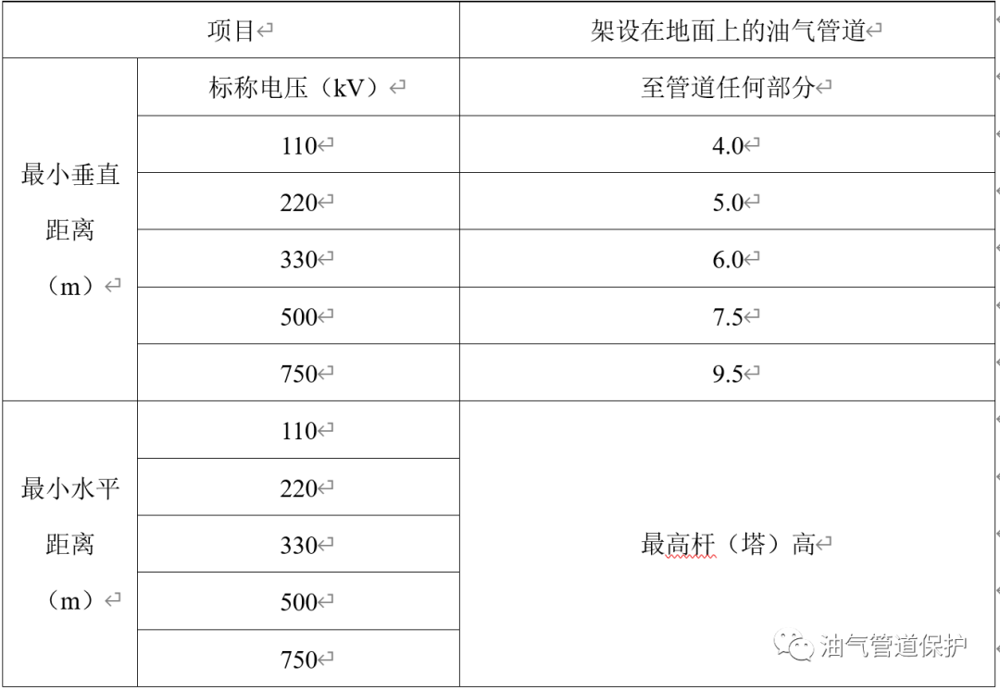 项目 架设在地面上的油气管道
标称电压（kV） 至管道任何部分
最小垂直
距离
（m）
110 4.0
220 5.0
330 6.0
500 7.5
750 9.5
最小水平
距离
（m）
110
220
330
500
750
最高杆（塔）高
油气管道保护